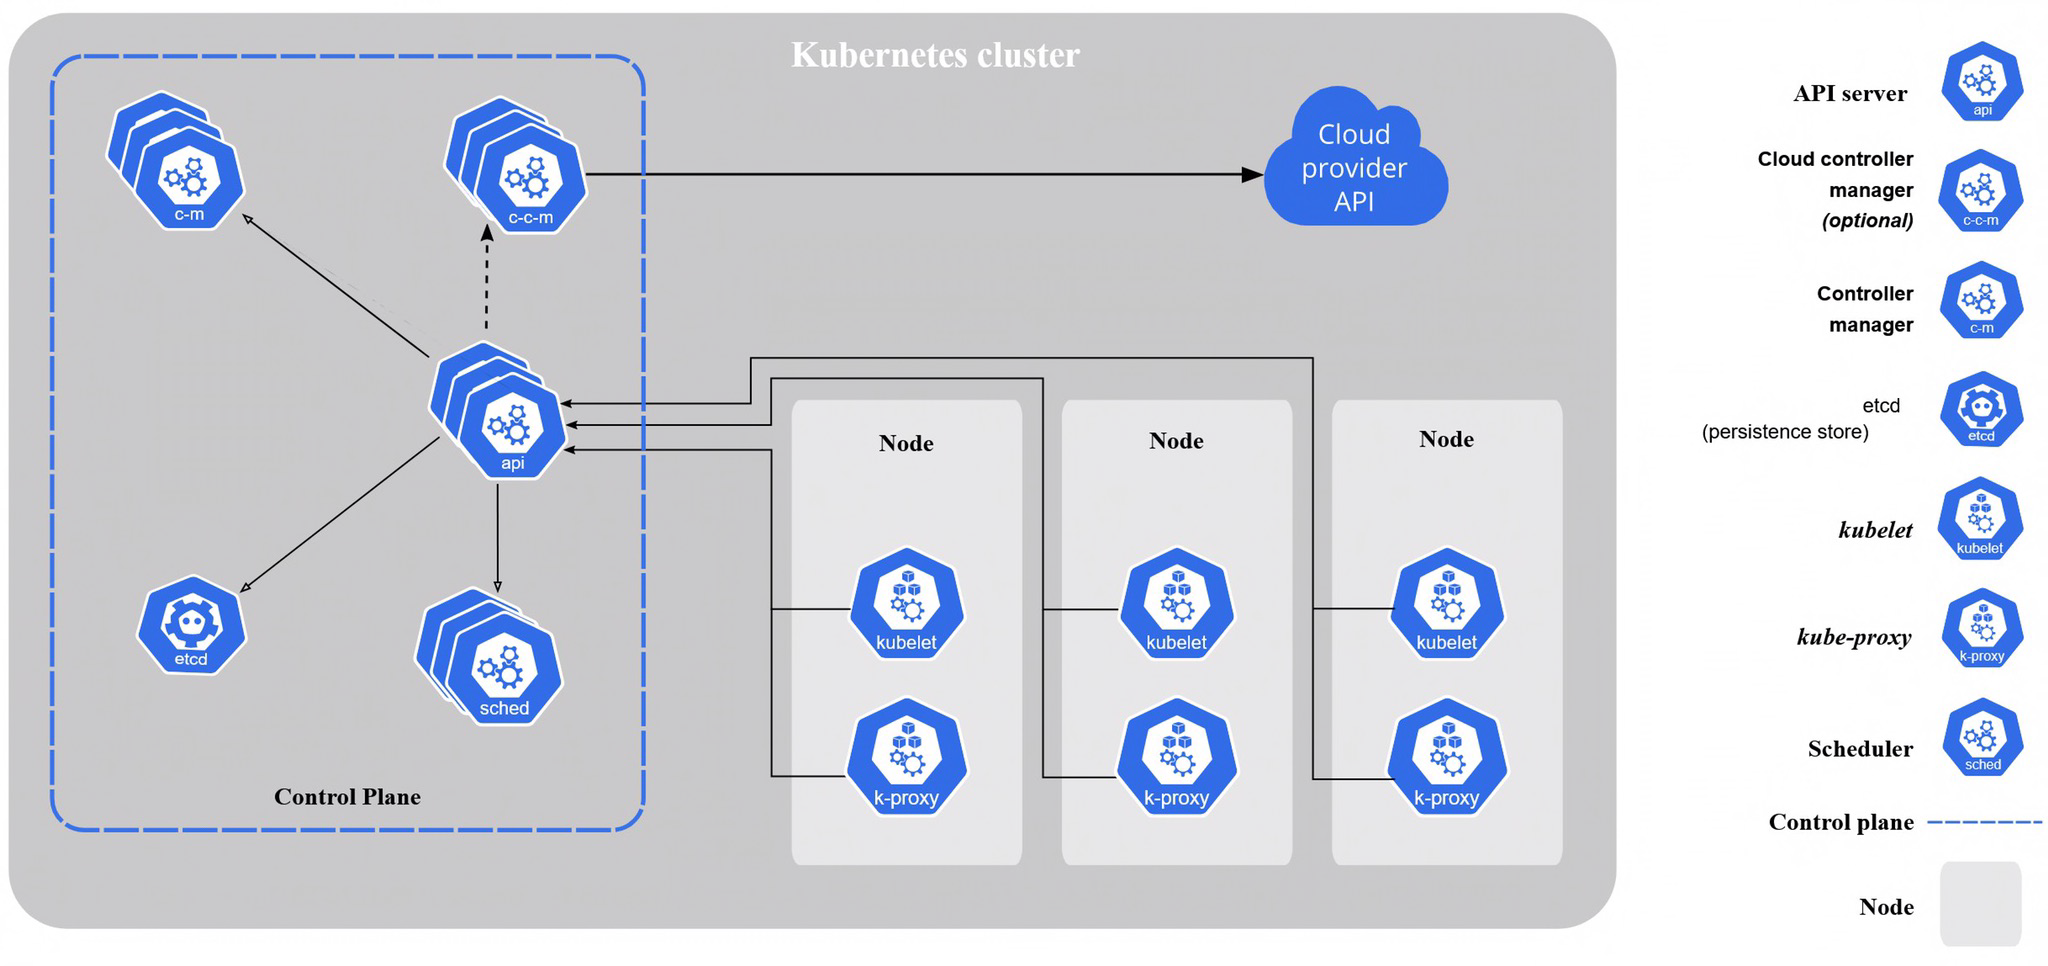 Kubernetes cluster
c-m
c-c-m
Cloud
provider
API
api
etcd
sched
Control Plane
Node
kubelet
k-proxy
Node
kubelet
k-proxy
Node
kubelet
k-proxy
API server
api
Cloud controller
manager
(optional)
c-c-m
Controller
manager
c-m
etcd
(persistence store)
etcd
kubelet
kubelet
kube-proxy
k-proxy
Scheduler
sched
Control plane
Node